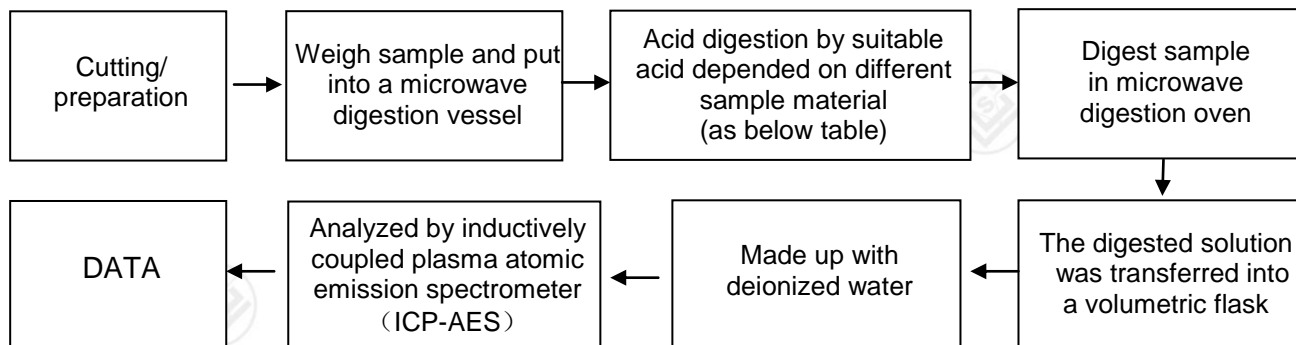 Cutting/
preparation
Weigh sample and put
into a microwave
digestion vessel
Acid digestion by suitable
acid depended on different
sample material
(as below table)
Digest sample
in microwave
digestion oven
The digested solution
was transferred into
a volumetric flask
Made up with
deionized water
Analyzed by inductively
coupled plasma atomic
emission spectrometer
（ICP-AES）
DATA